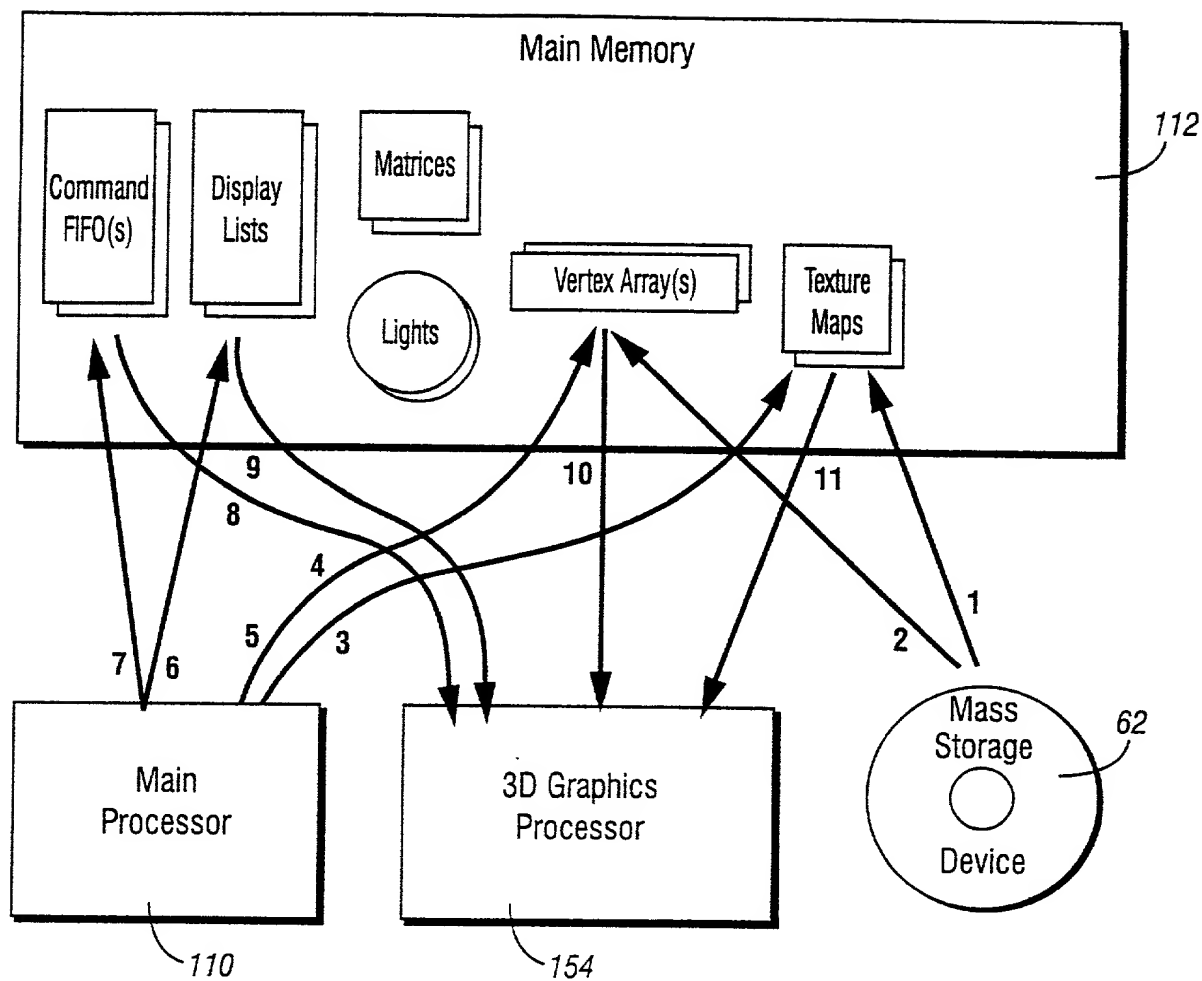 Main Memory
112
Command
FIFO(s)
Display
Lists
Matrices
Lights
Vertex Array(s)
Texture
Maps
9
8
10
11
4
5
3
7
6
2
1
Main
Processor
110
3D Graphics
Processor
154
Mass
Storage
Device
62